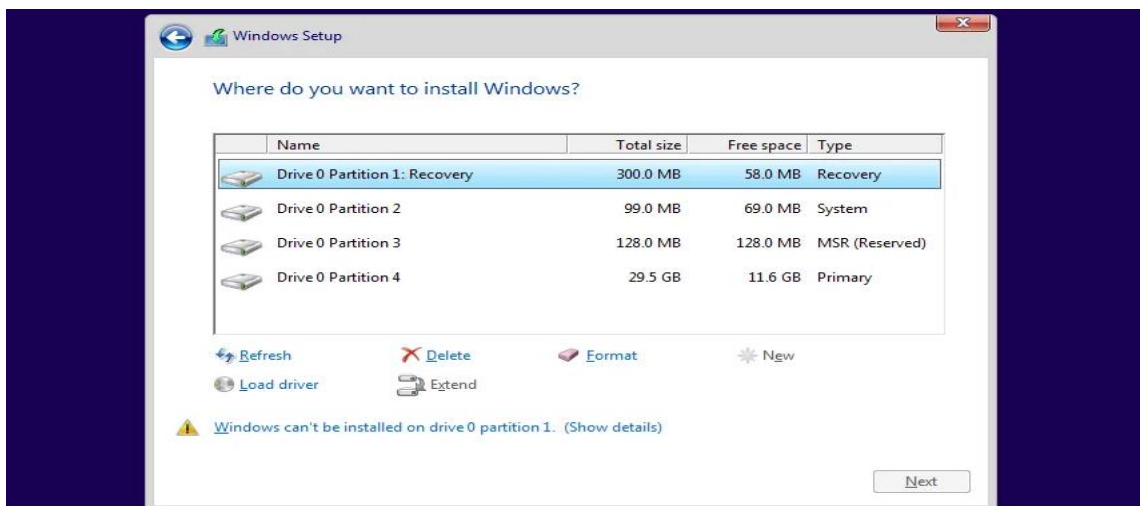 Windows Setup
Where do you want to install Windows?
Name Total size Free space Type
Drive 0 Partition 1: Recovery 300.0 MB 58.0 MB Recovery
Drive 0 Partition 2 99.0 MB 69.0 MB System
Drive 0 Partition 3 128.0 MB 128.0 MB MSR (Reserved)
Drive 0 Partition 4 29.5 GB 11.6 GB Primary
Refresh Delete Format New
Load driver Extend
Windows can't be installed on drive 0 partition 1. (Show details)
Next